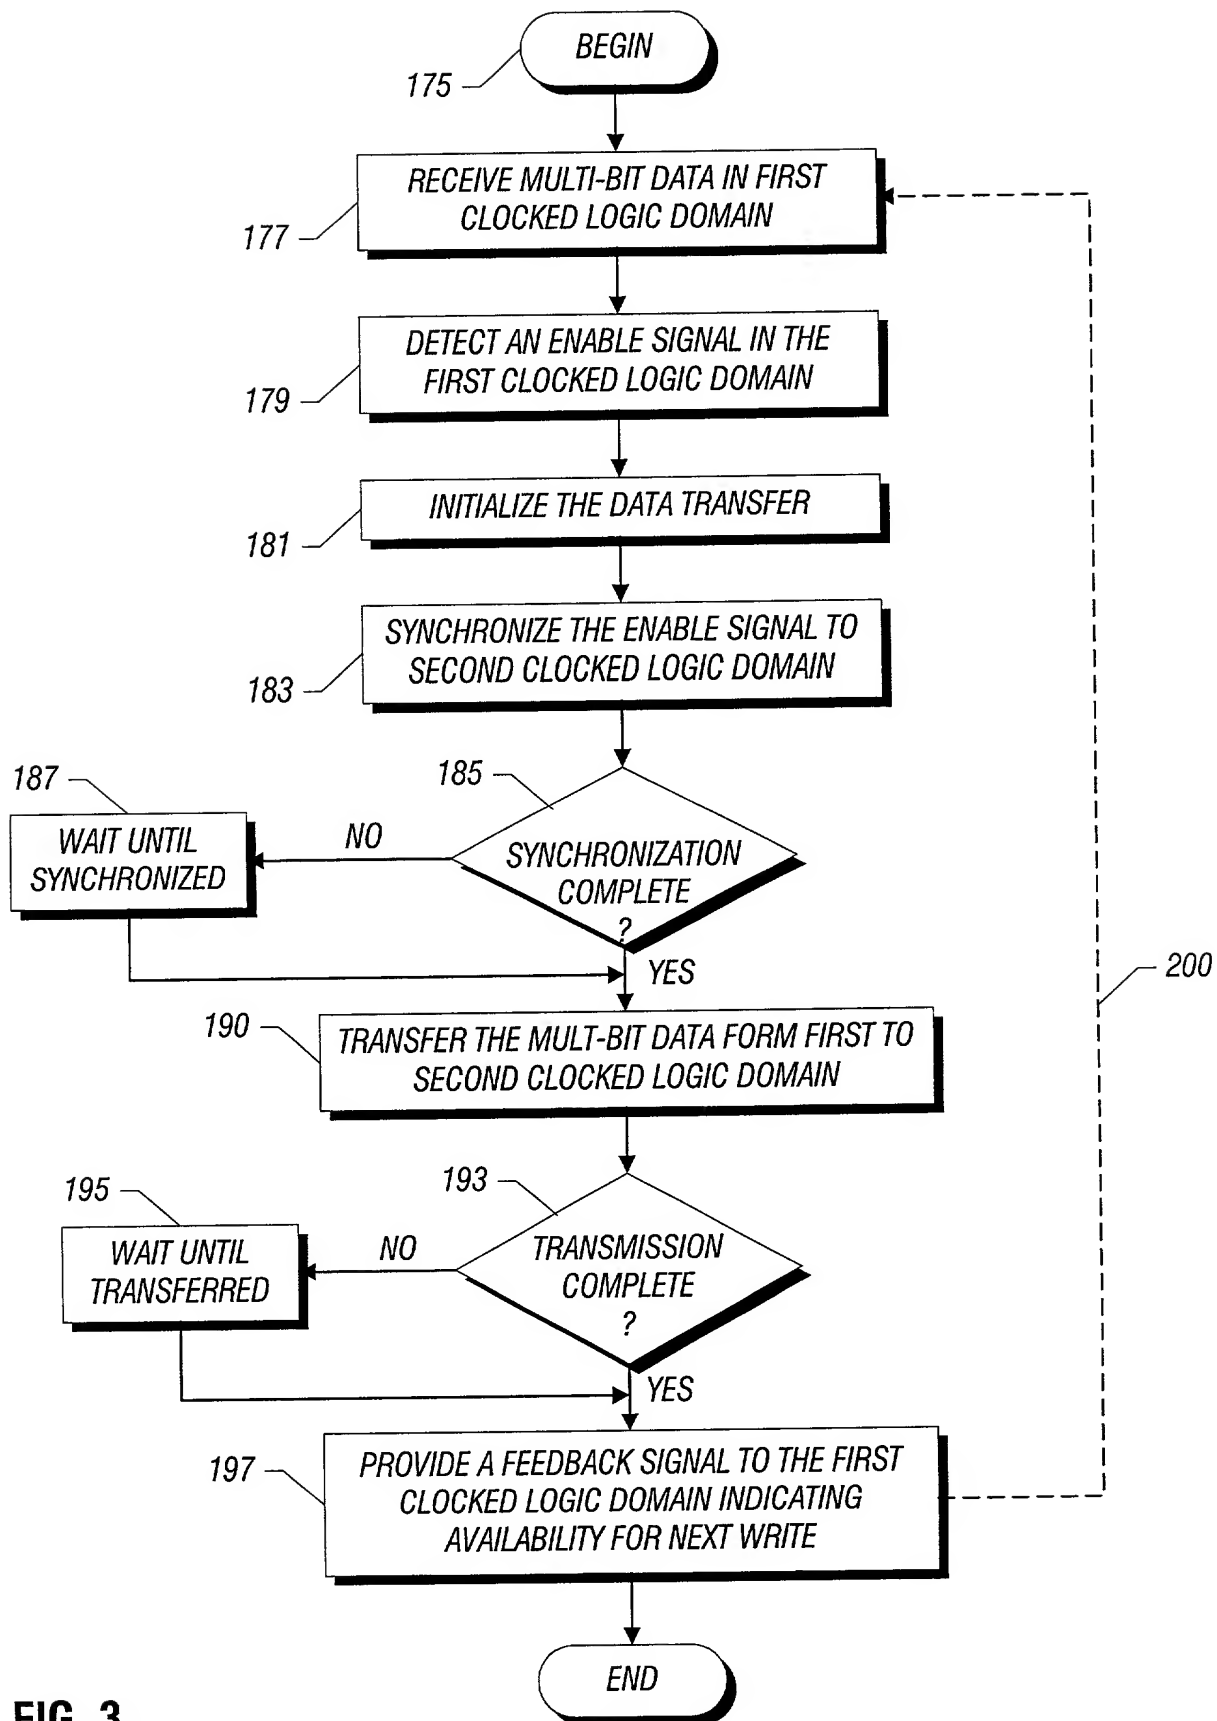 BEGIN
175
RECEIVE MULTI-BIT DATA IN FIRST
CLOCKED LOGIC DOMAIN
177
DETECT AN ENABLE SIGNAL IN THE
FIRST CLOCKED LOGIC DOMAIN
179
INITIALIZE THE DATA TRANSFER
181
SYNCHRONIZE THE ENABLE SIGNAL TO
SECOND CLOCKED LOGIC DOMAIN
183
187
185
WAIT UNTIL
SYNCHRONIZED
NO
SYNCHRONIZATION
COMPLETE
?
YES
200
190
TRANSFER THE MULT-BIT DATA FORM FIRST TO
SECOND CLOCKED LOGIC DOMAIN
195
193
WAIT UNTIL
TRANSFERRED
NO
TRANSMISSION
COMPLETE
?
YES
197
PROVIDE A FEEDBACK SIGNAL TO THE FIRST
CLOCKED LOGIC DOMAIN INDICATING
AVAILABILITY FOR NEXT WRITE
END
FIG. 3